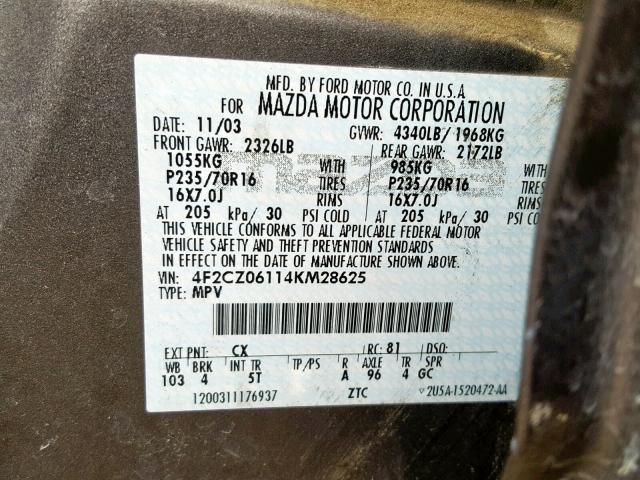 MFD. BY FORD MOTOR CO. IN U.S.A.
FOR MAZDA MOTOR CORPORATION
DATE: 11/03 GVWR: 4340LB/ 1968KG
FRONT GAWR: 2326LB REAR GAWR: 2172LB
1055KG WITH 985KG WITH
P235/70R16 TIRES P235/70R16 TIRES
16X7.0J RIMS 16X7.0J RIMS
AT 205 kPa/ 30 PSI COLD AT 205 kPa/ 30 PSI COLD
THIS VEHICLE CONFORMS TO ALL APPLICABLE FEDERAL MOTOR
VEHICLE SAFETY AND THEFT PREVENTION STANDARDS
IN EFFECT ON THE DATE OF MANUFACTURE SHOWN ABOVE.
VIN: 4F2CZ06114KM28625
TYPE: MPV
EXT PNT: CX RC: 81 DSO:
WB BRK INT TR TP/PS R AXLE TR SPR
103 4 5T A 96 4 GC
1200311176937 ZTC 2U5A-1520472-AA